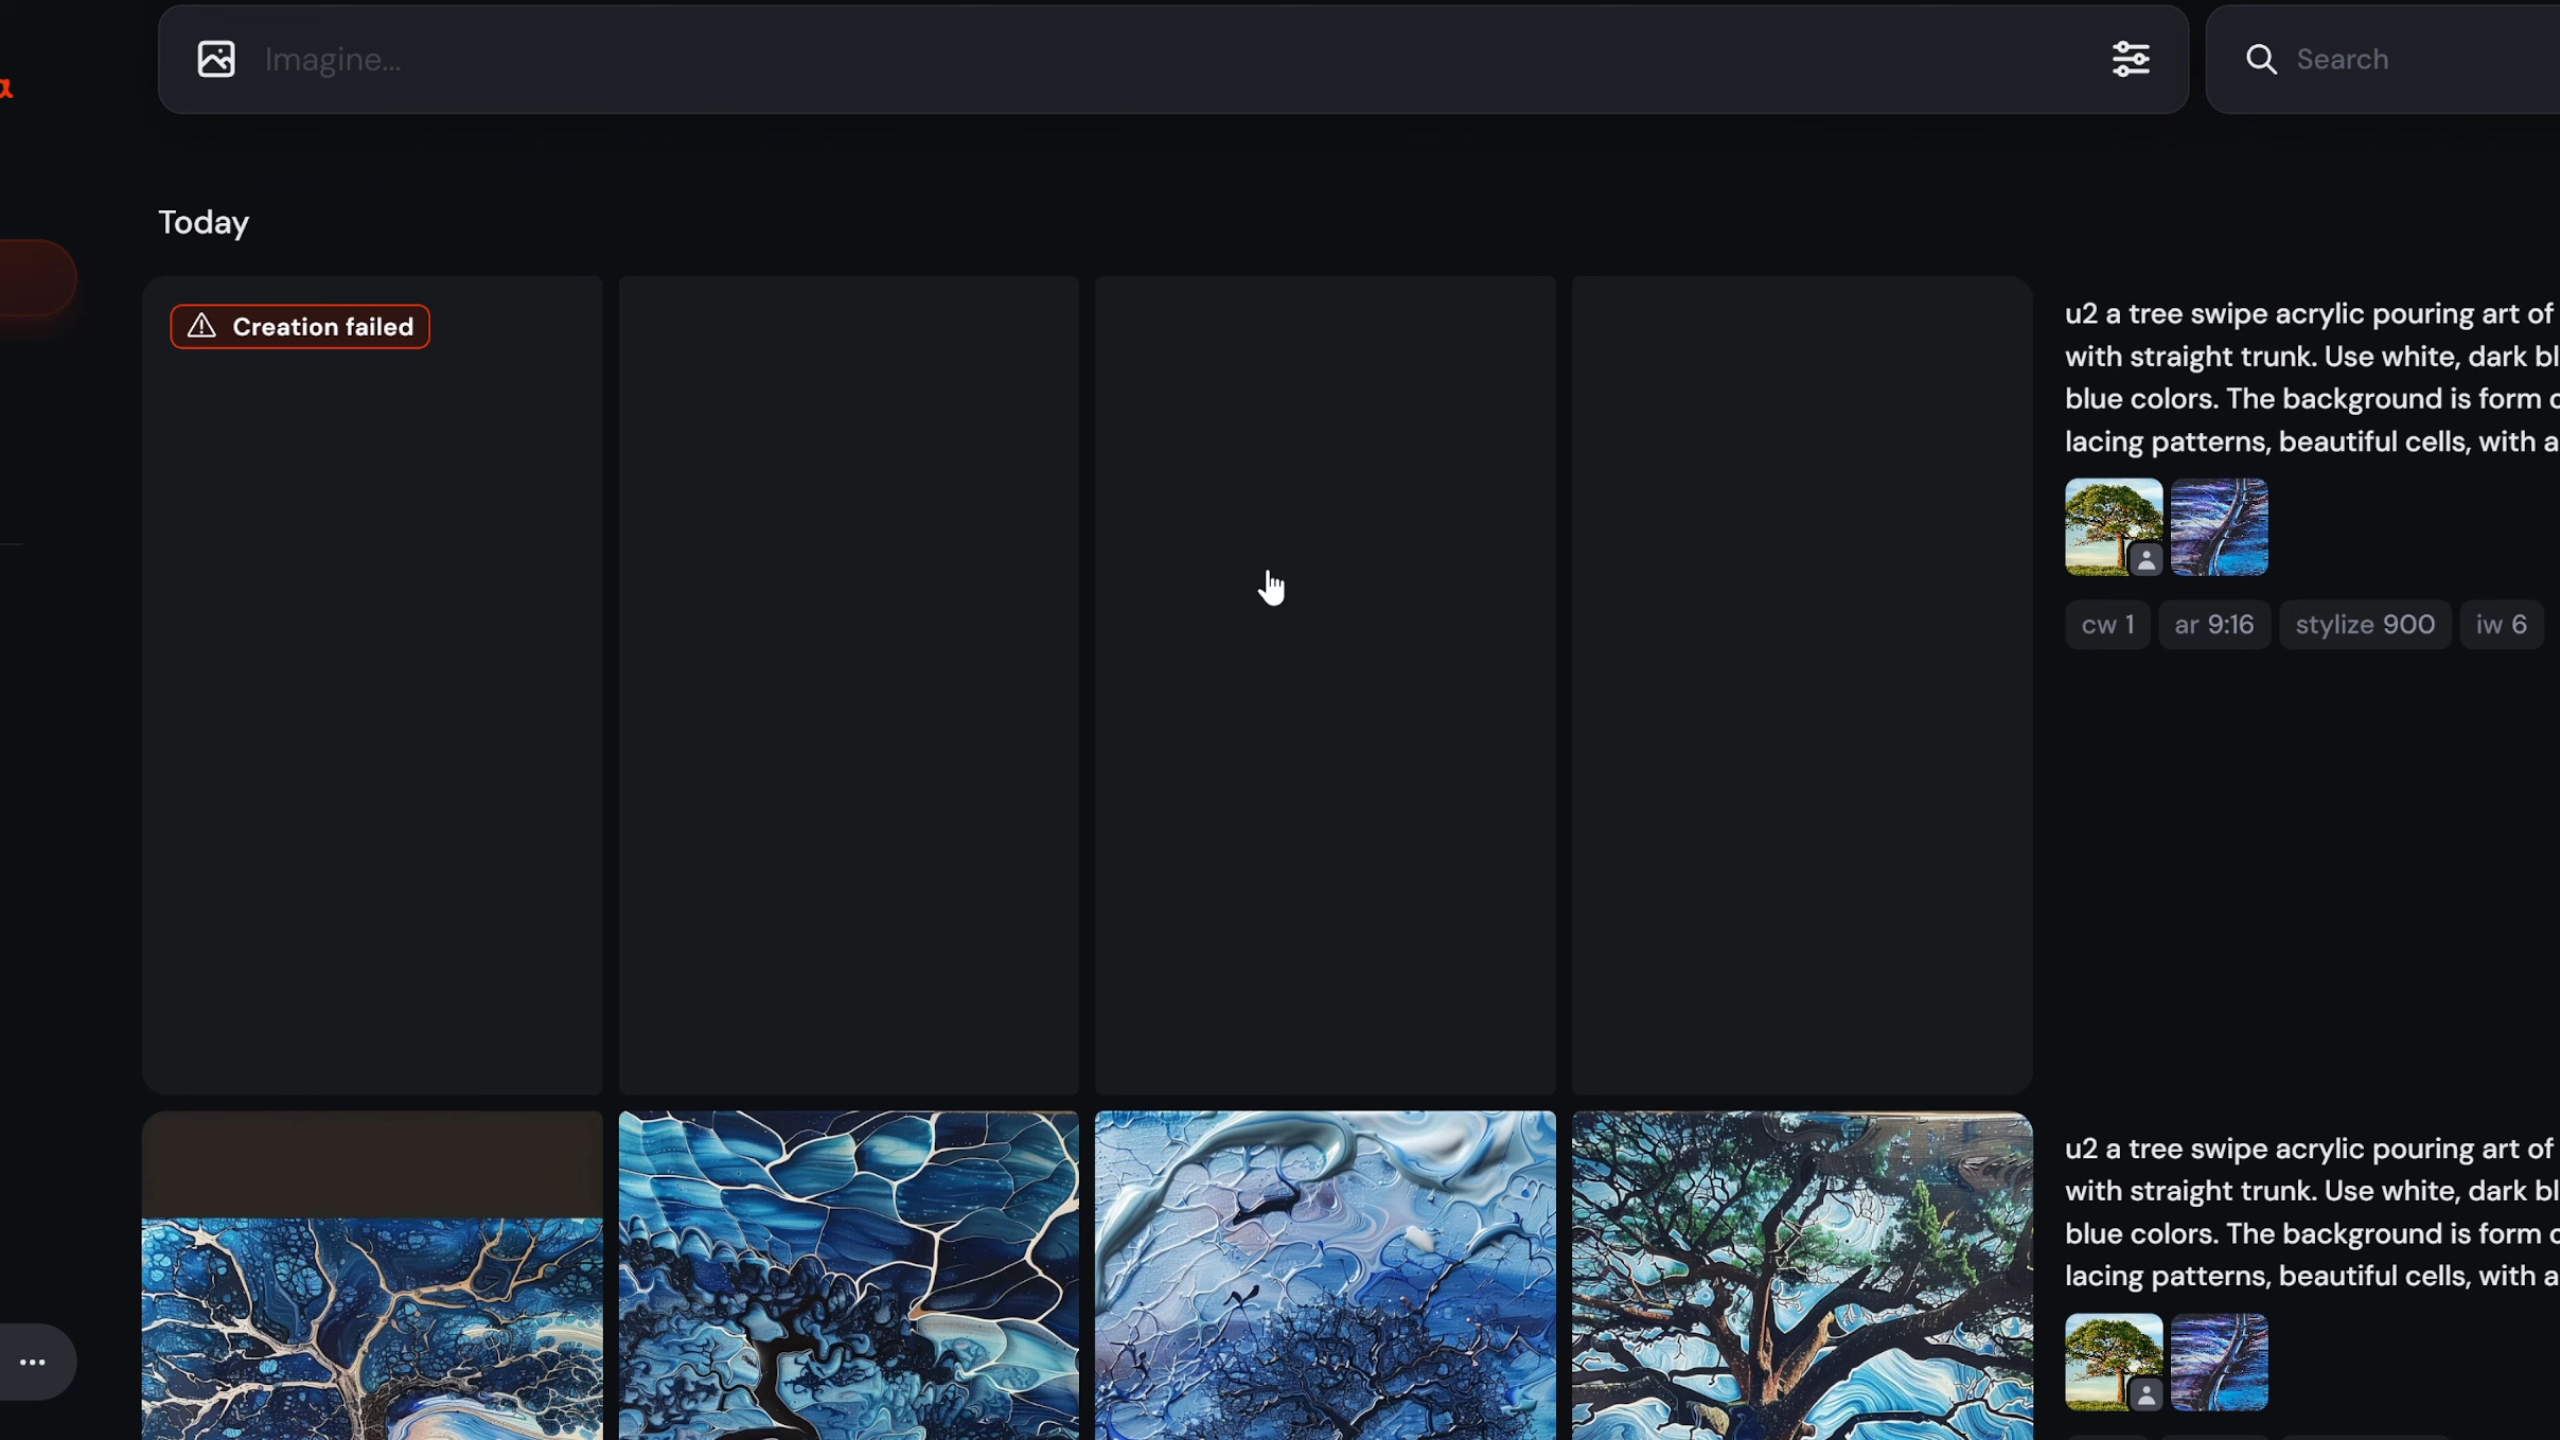 Imagine...
Search
Today
Creation failed
u2 a tree swipe acrylic pouring art of
with straight trunk. Use white, dark bl
blue colors. The background is form
lacing patterns, beautiful cells, with a
cw 1
ar 9:16
stylize 900
iw 6
u2 a tree swipe acrylic pouring art of
with straight trunk. Use white, dark bl
blue colors. The background is form
lacing patterns, beautiful cells, with a